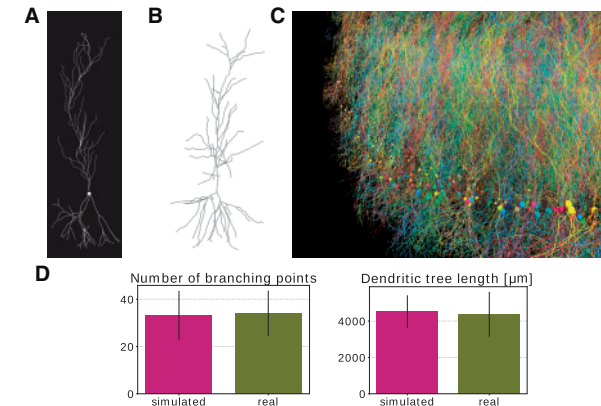 A B C
D
Number of branching points
40
20
0
simulated real
Dendritic tree length [μm]
4000
2000
0
simulated real